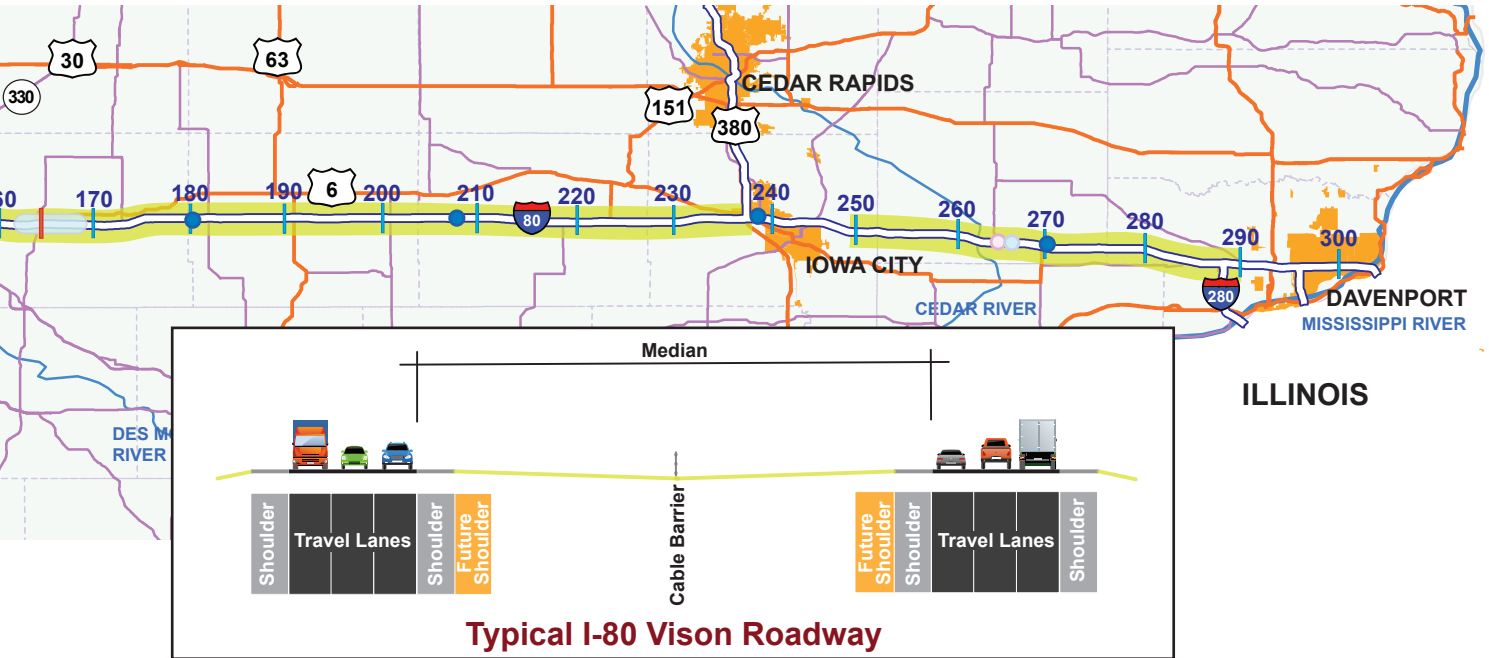 30
63
330
CEDAR RAPIDS
151
380
6
170
180
190
200
210
220
230
240
250
260
270
280
290
300
80
IOWA CITY
CEDAR RIVER
280
DAVENPORT
MISSISSIPPI RIVER
ILLINOIS
DES M
RIVER
Median
Shoulder
Travel Lanes
Shoulder
Future
Shoulder
Cable Barrier
Future
Shoulder
Shoulder
Travel Lanes
Shoulder
Typical I-80 Vison Roadway